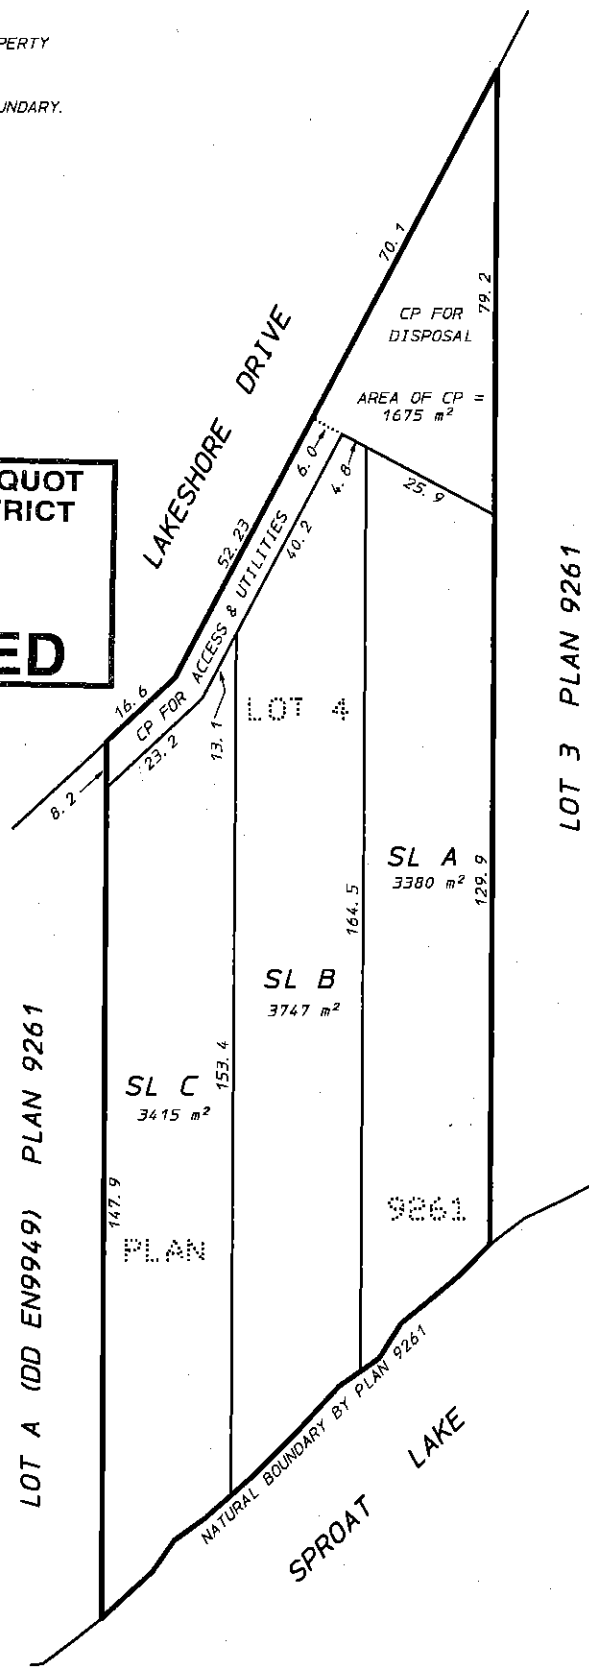 PERTY
UNDARY.
70.1
79.2
CP FOR
DISPOSAL
AREA OF CP =
1675 m²
LAKESHORE DRIVE
6.0
4.8
25.9
QUOT
TRICT
ED
52.23
40.2
CP FOR ACCESS & UTILITIES
LOT 3 PLAN 9261
16.6
23.2
13.1
8.2
LOT 4
SL A
3380 m²
129.9
164.5
SL B
3747 m²
153.4
SL C
3415 m²
147.9
LOT A (DD EN9949) PLAN 9261
PLAN
9261
NATURAL BOUNDARY BY PLAN 9261
SPROAT LAKE